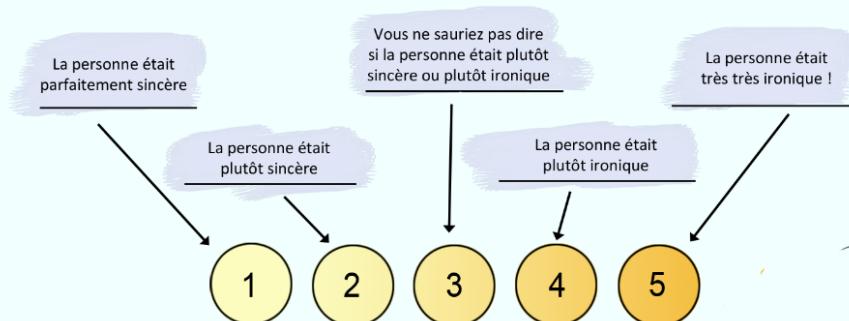 La personne était
parfaitement sincère
La personne était
plutôt sincère
Vous ne sauriez pas dire
si la personne était plutôt
sincère ou plutôt ironique
La personne était
plutôt ironique
La personne était
très très ironique !
1
2
3
4
5